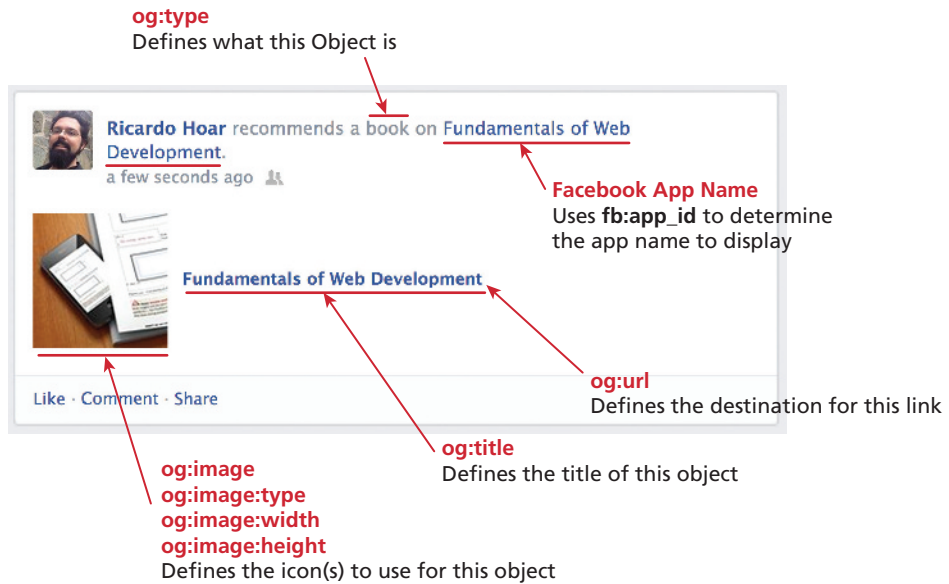 og:type
Defines what this Object is
Ricardo Hoar recommends a book on Fundamentals of Web
Development.
a few seconds ago
Facebook App Name
Uses fb:app_id to determine
the app name to display
Fundamentals of Web Development
og:url
Defines the destination for this link
Like · Comment · Share
og:title
Defines the title of this object
og:image
og:image:type
og:image:width
og:image:height
Defines the icon(s) to use for this object